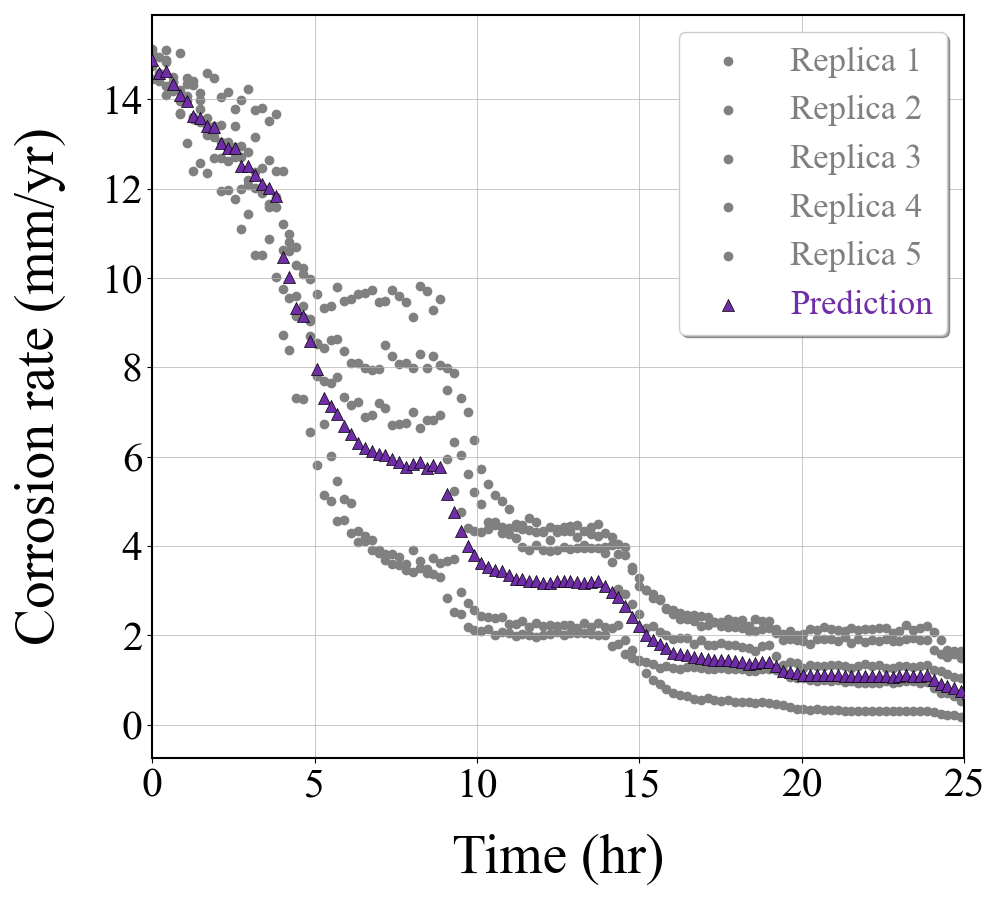 Corrosion rate (mm/yr)
14
12
10
8
6
4
2
0
Replica 1
Replica 2
Replica 3
Replica 4
Replica 5
Prediction
0 5 10 15 20 25
Time (hr)